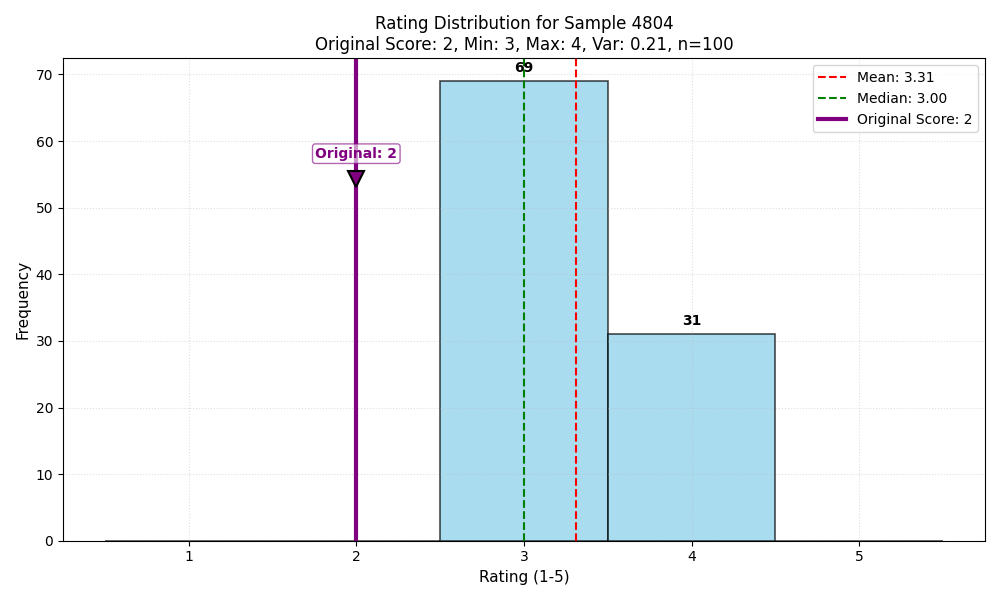 Rating Distribution for Sample 4804
Original Score: 2, Min: 3, Max: 4, Var: 0.21, n=100
Mean: 3.31
Median: 3.00
Original Score: 2
Original: 2
69
31
Frequency
70
60
50
40
30
20
10
0
1
2
3
4
5
Rating (1-5)